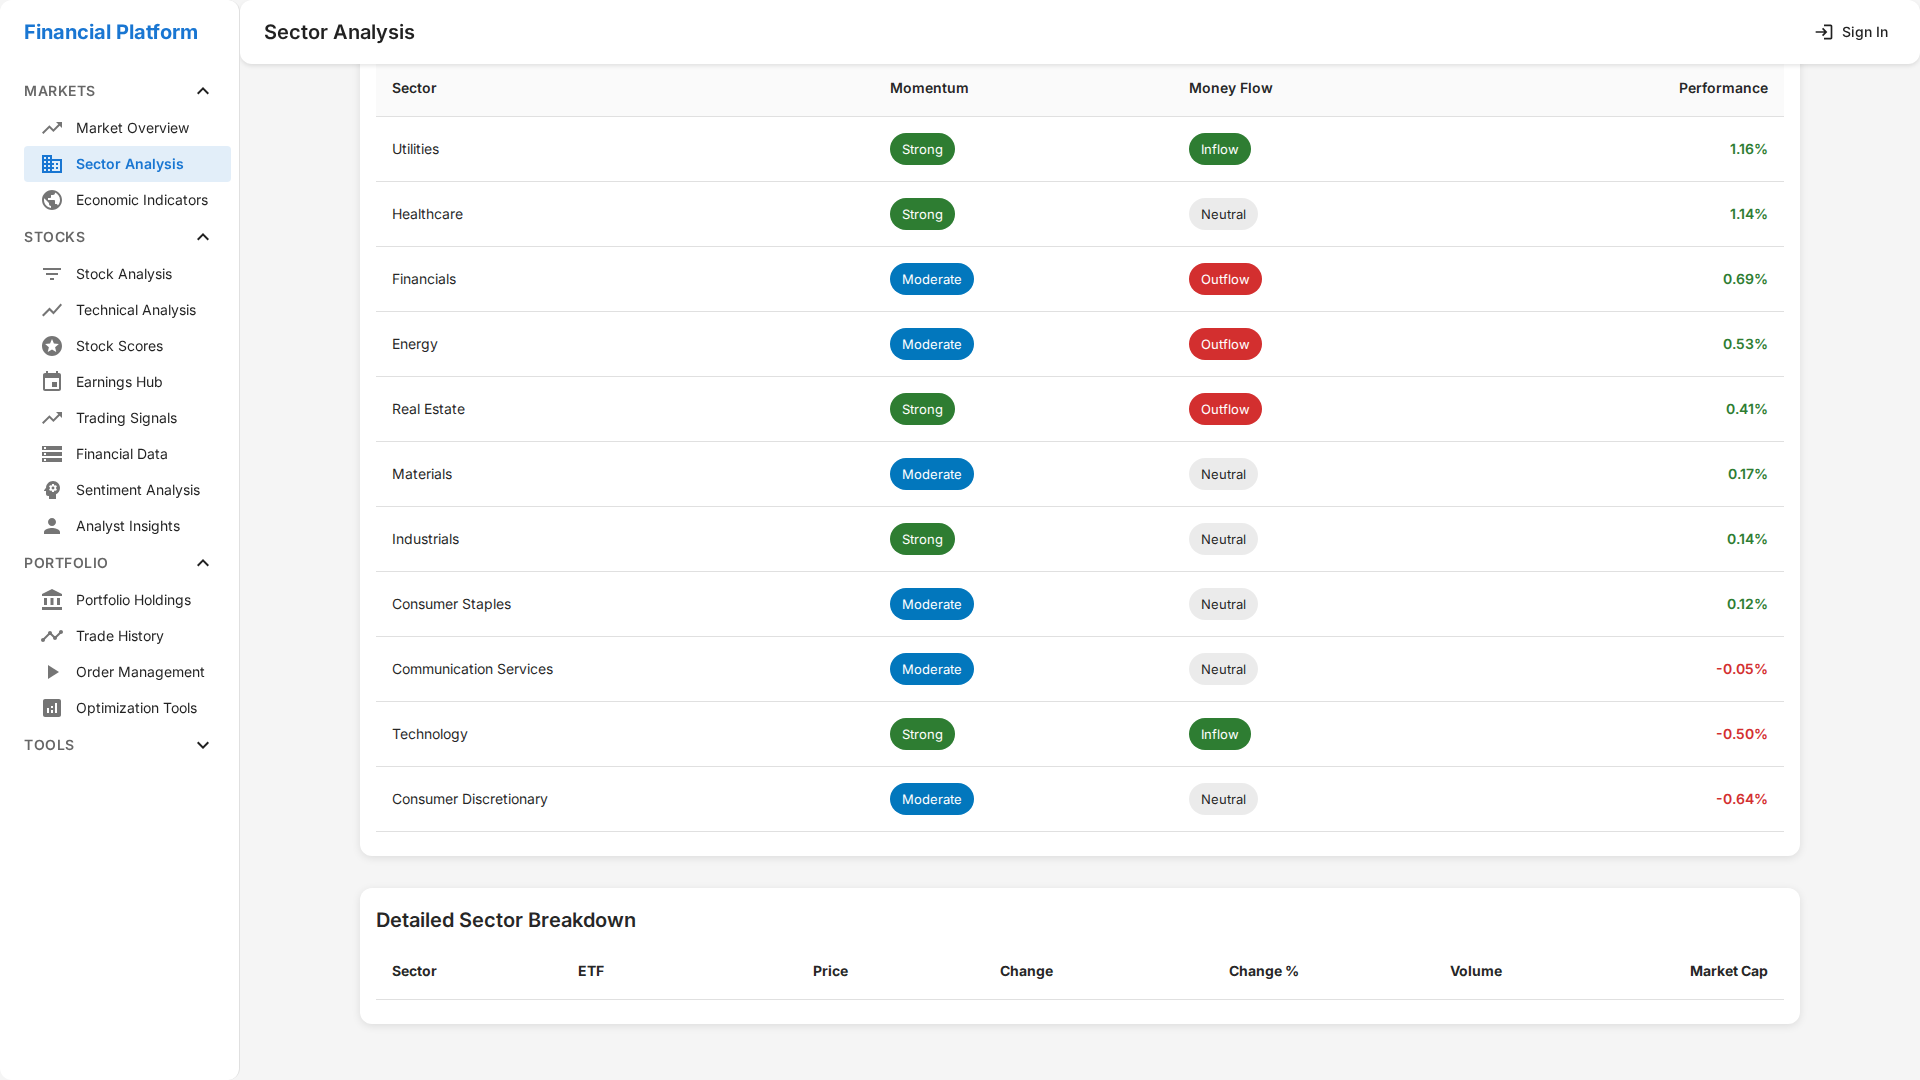 Financial Platform
Sector Analysis
Sign In
MARKETS
Market Overview
Sector Analysis
Economic Indicators
STOCKS
Stock Analysis
Technical Analysis
Stock Scores
Earnings Hub
Trading Signals
Financial Data
Sentiment Analysis
Analyst Insights
PORTFOLIO
Portfolio Holdings
Trade History
Order Management
Optimization Tools
TOOLS
Sector Momentum Money Flow Performance
Utilities Strong Inflow 1.16%
Healthcare Strong Neutral 1.14%
Financials Moderate Outflow 0.69%
Energy Moderate Outflow 0.53%
Real Estate Strong Outflow 0.41%
Materials Moderate Neutral 0.17%
Industrials Strong Neutral 0.14%
Consumer Staples Moderate Neutral 0.12%
Communication Services Moderate Neutral -0.05%
Technology Strong Inflow -0.50%
Consumer Discretionary Moderate Neutral -0.64%
Detailed Sector Breakdown
Sector ETF Price Change Change % Volume Market Cap